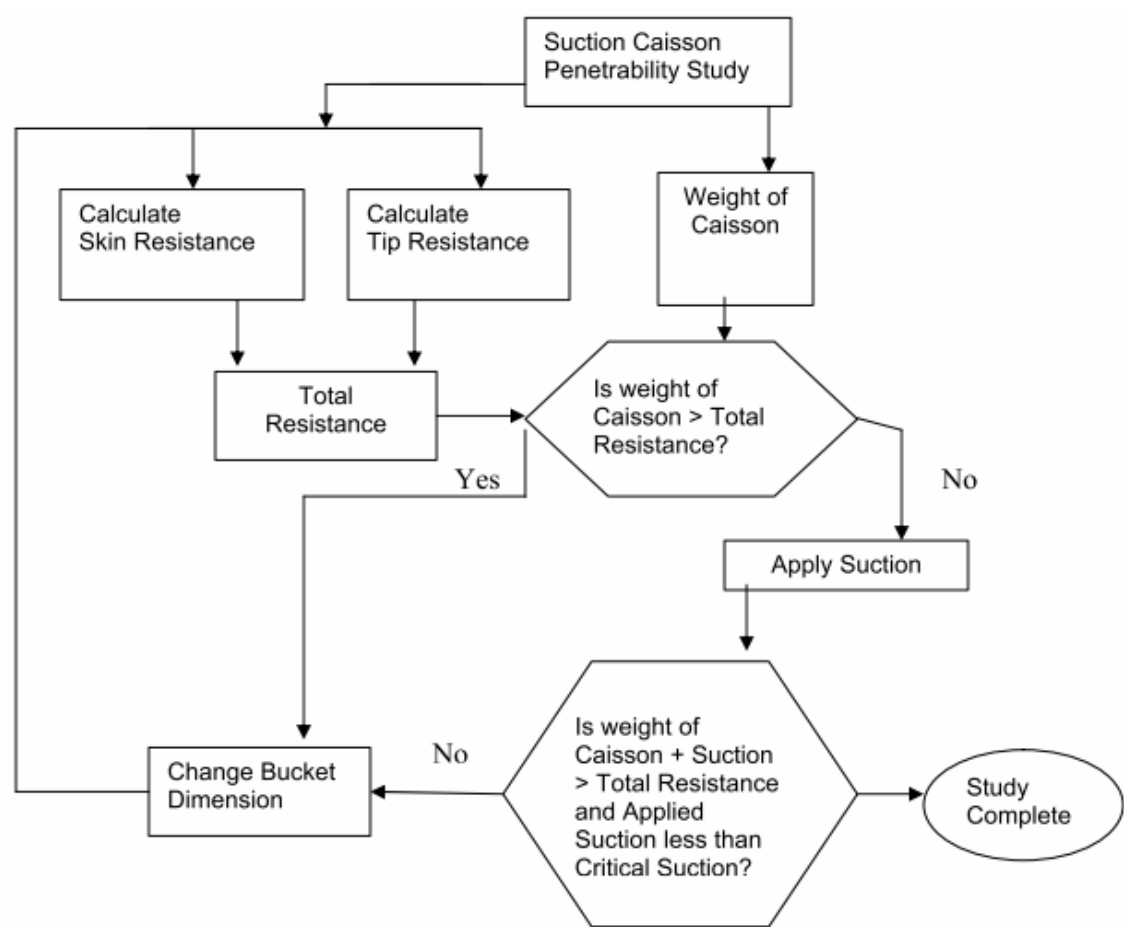 Suction Caisson
Penetrability Study
Calculate
Skin Resistance
Calculate
Tip Resistance
Weight of
Caisson
Total
Resistance
Is weight of
Caisson > Total
Resistance?
Yes
No
Apply Suction
Change Bucket
Dimension
No
Is weight of
Caisson + Suction
> Total Resistance
and Applied
Suction less than
Critical Suction?
Study
Complete